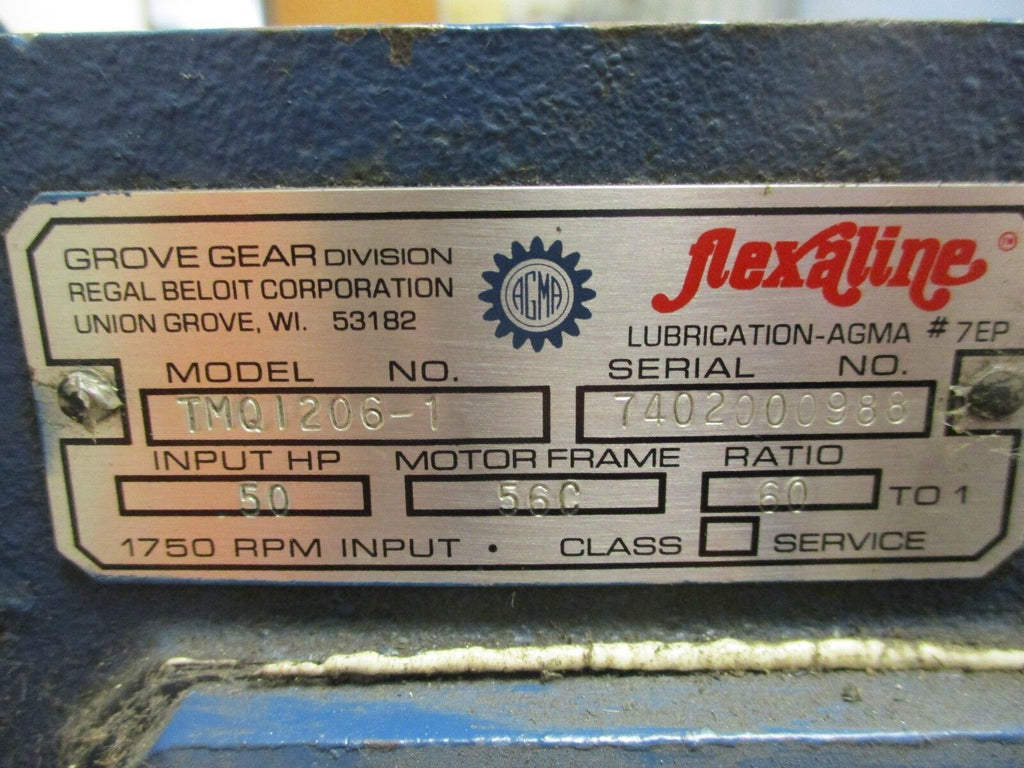 GROVE GEAR DIVISION
REGAL BELOIT CORPORATION
UNION GROVE, WI. 53182
AGMA
flexaline ™
LUBRICATION-AGMA # 7EP
MODEL NO.
TMQ1206-1
SERIAL NO.
7402000988
INPUT HP
.50
MOTOR FRAME
56C
RATIO
60 TO 1
1750 RPM INPUT • CLASS SERVICE